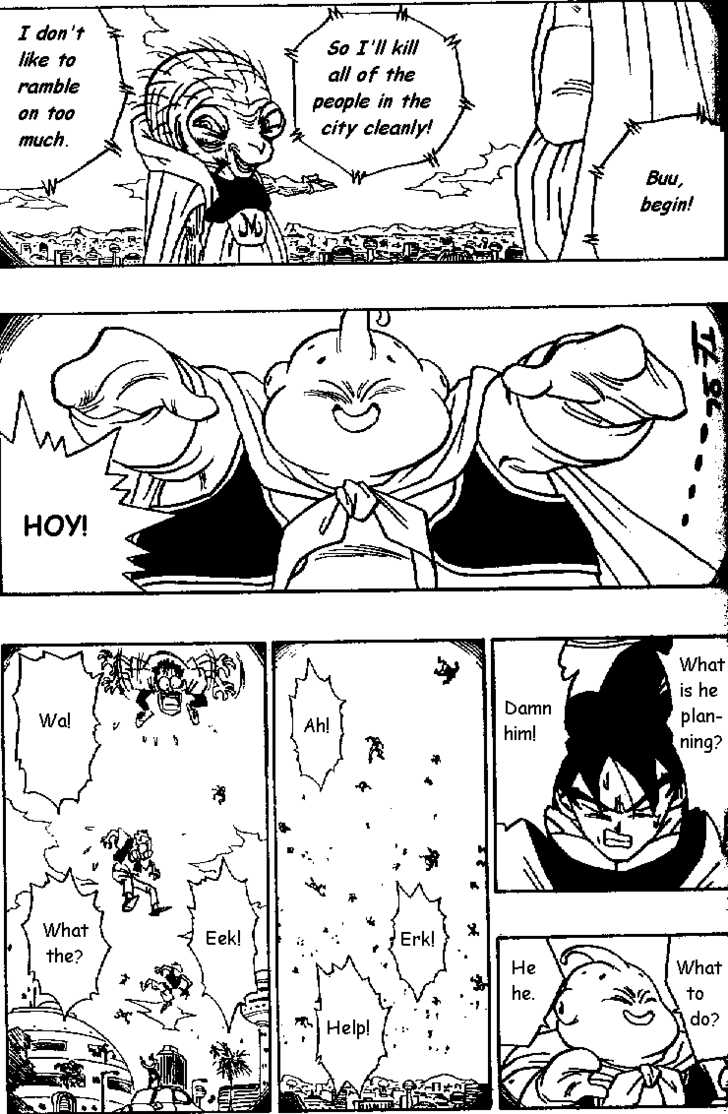 I don't
like to
ramble
on too
much.
So I'll kill
all of the
people in the
city cleanly!
Buu,
begin!
M
HOY!
Wa!
What
the?
Eek!
Ah!
Erk!
Help!
What
is he
plan-
ning?
Damn
him!
He
he.
What
to
do?